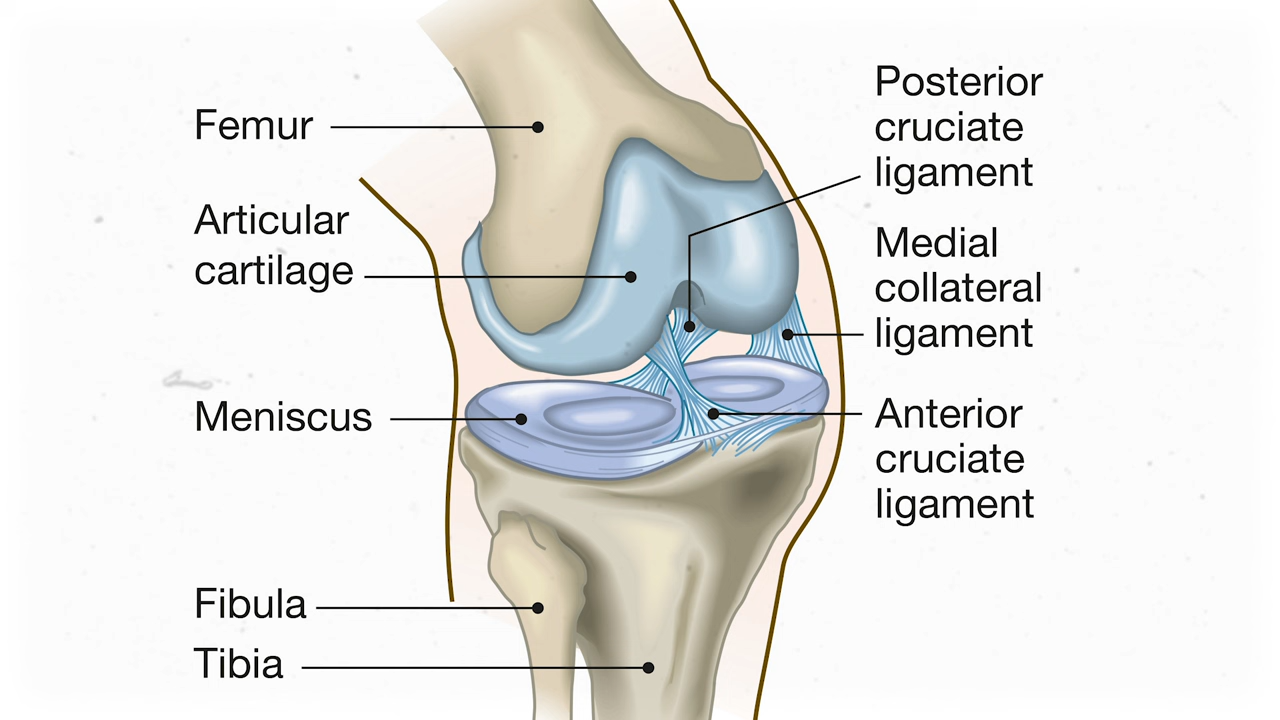 Femur
Articular
cartilage
Meniscus
Fibula
Tibia
Posterior
cruciate
ligament
Medial
collateral
ligament
Anterior
cruciate
ligament